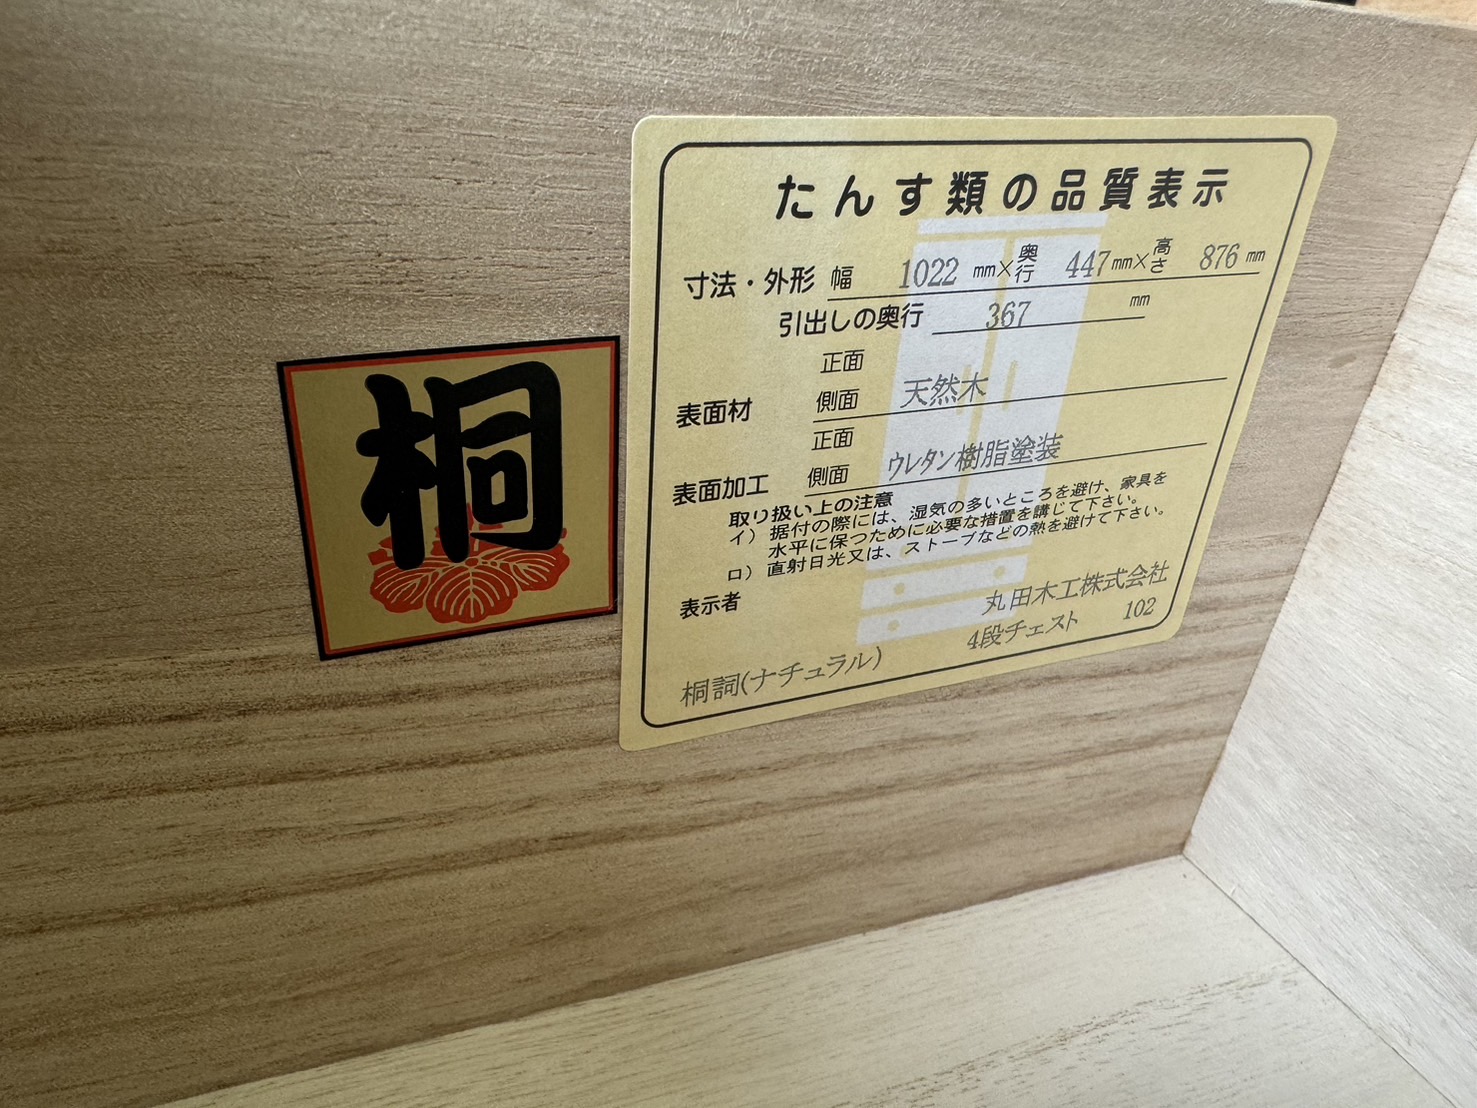 桐
たんす類の品質表示
寸法・外形 幅 1022 mm×奥行 447mm×高さ 876 mm
引出しの奥行 367 mm
正面
表面材 側面 天然木
正面
表面加工 側面 ウレタン樹脂塗装
取り扱い上の注意
イ）据付の際には、湿気の多いところを避け、家具を
水平に保つために必要な措置を講じて下さい。
ロ）直射日光又は、ストーブなどの熱を避けて下さい。
表示者 丸田木工株式会社
4段チェスト 102
桐詞(ナチュラル)